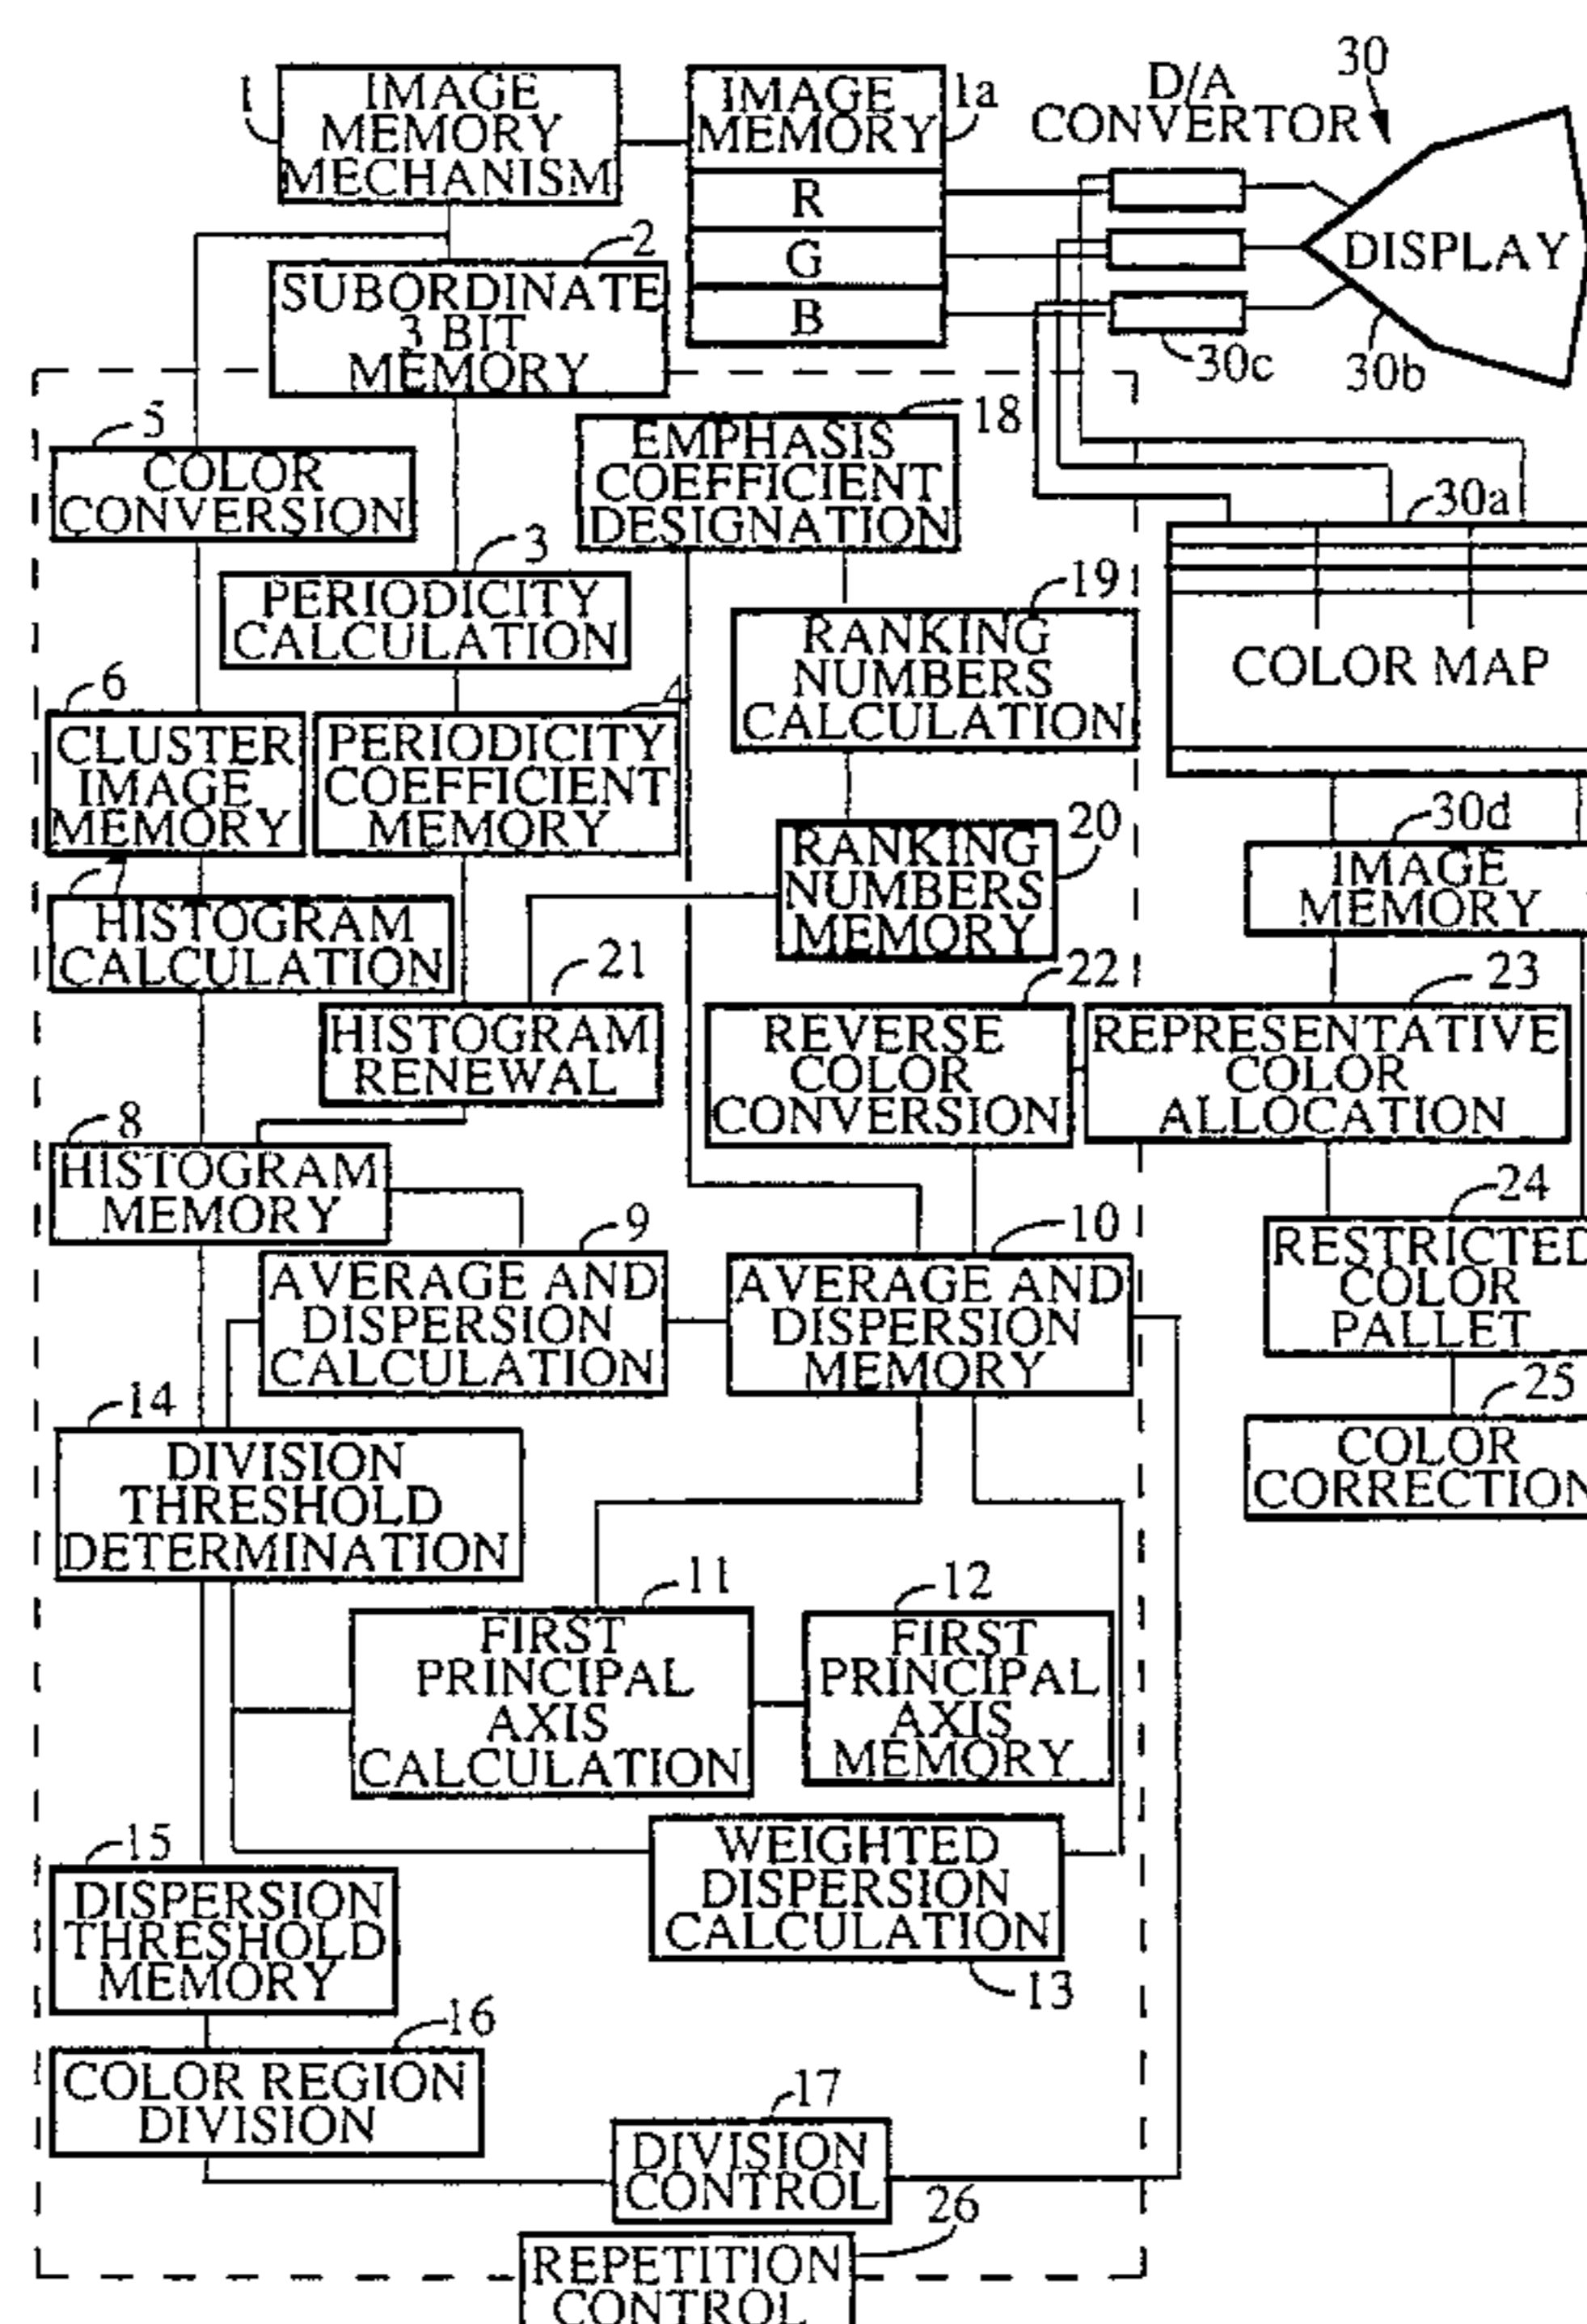 1
IMAGE
MEMORY
MECHANISM
IMAGE
MEMORY
1a
R
G
B
D/A
CONVERTOR
30
DISPLAY
30c
30b
2
SUBORDINATE
3 BIT
MEMORY
5
COLOR
CONVERSION
18
EMPHASIS
COEFFICIENT
DESIGNATION
30a
COLOR MAP
3
PERIODICITY
CALCULATION
19
RANKING
NUMBERS
CALCULATION
6
CLUSTER
IMAGE
MEMORY
4
PERIODICITY
COEFFICIENT
MEMORY
20
RANKING
NUMBERS
MEMORY
30d
IMAGE
MEMORY
7
HISTOGRAM
CALCULATION
21
HISTOGRAM
RENEWAL
22
REVERSE
COLOR
CONVERSION
23
REPRESENTATIVE
COLOR
ALLOCATION
8
HISTOGRAM
MEMORY
9
AVERAGE AND
DISPERSION
CALCULATION
10
AVERAGE AND
DISPERSION
MEMORY
24
RESTRICTED
COLOR
PALLET
25
COLOR
CORRECTION
14
DIVISION
THRESHOLD
DETERMINATION
11
FIRST
PRINCIPAL
AXIS
CALCULATION
12
FIRST
PRINCIPAL
AXIS
MEMORY
15
DISPERSION
THRESHOLD
MEMORY
WEIGHTED
DISPERSION
CALCULATION
13
16
COLOR REGION
DIVISION
17
DIVISION
CONTROL
26
REPETITION
CONTROL